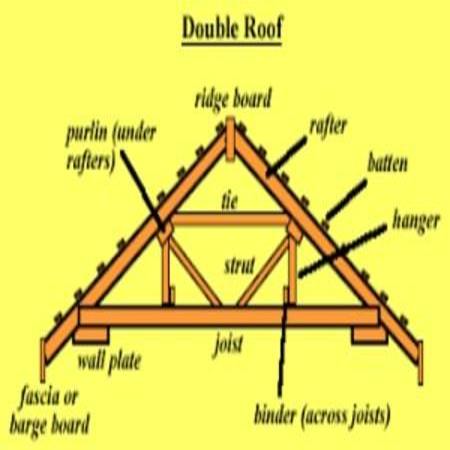 Double Roof
ridge board
purlin (under
rafters)
rafter
batten
tie
hanger
strut
wall plate
joist
fascia or
barge board
binder (across joists)